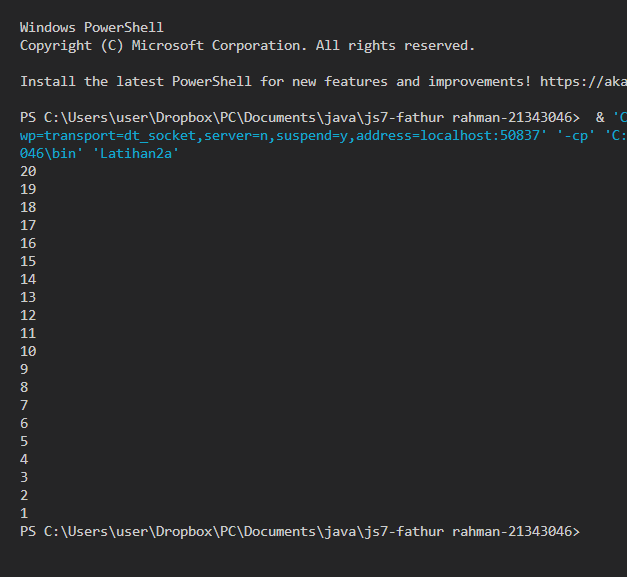 Windows PowerShell
Copyright (C) Microsoft Corporation. All rights reserved.
Install the latest PowerShell for new features and improvements! https://aka
PS C:\Users\user\Dropbox\PC\Documents\java\js7-fathur rahman-21343046>  & 'C
wp=transport=dt_socket,server=n,suspend=y,address=localhost:50837' '-cp' 'C:
046\bin' 'Latihan2a'
20
19
18
17
16
15
14
13
12
11
10
9
8
7
6
5
4
3
2
1
PS C:\Users\user\Dropbox\PC\Documents\java\js7-fathur rahman-21343046>